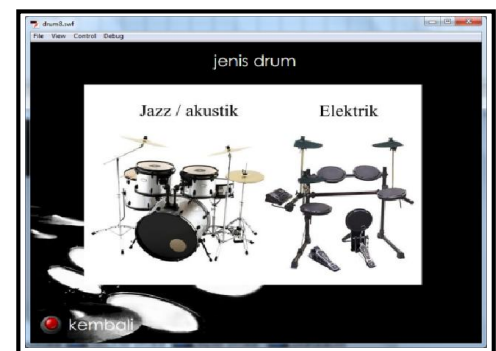 drum8.swf
File View Control Debug
jenis drum
Jazz / akustik Elektrik
kembali